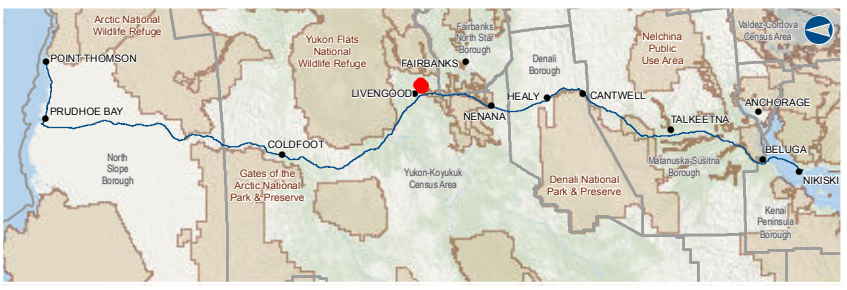 Arctic National
Wildlife Refuge
POINT THOMSON
PRUDHOE BAY
North
Slope
Borough
COLDFOOT
Gates of the
Arctic National
Park & Preserve
Yukon Flats
National
Wildlife Refuge
Fairbanks
North Star
Borough
FAIRBANKS
LIVENGOOD
NENANA
Yukon-Koyukuk
Census Area
Denali
Borough
HEALY
CANTWELL
Denali National
Park & Preserve
Nelchina
Public
Use Area
TALKEETNA
Matanuska-Susitna
Borough
Valdez-Cordova
Census Area
ANCHORAGE
BELUGA
NIKISKI
Kenai
Peninsula
Borough